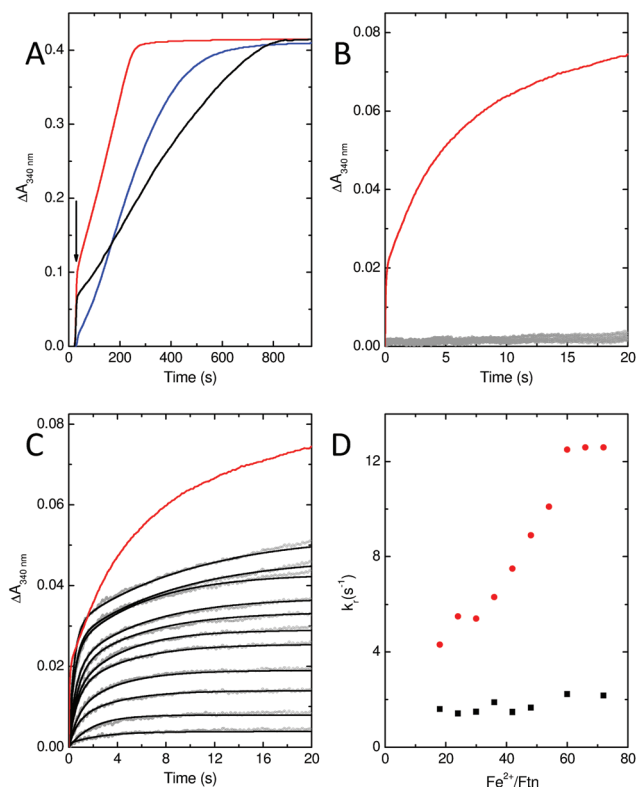 A
ΔA340 nm
0.4
0.3
0.2
0.1
0.0
0 200 400 600 800
Time (s)
B
ΔA340 nm
0.08
0.06
0.04
0.02
0.00
0 5 10 15 20
Time (s)
C
ΔA340 nm
0.08
0.06
0.04
0.02
0.00
0 4 8 12 16 20
Time (s)
D
kr(s-1)
12
8
4
0
0 20 40 60 80
Fe2+/Ftn